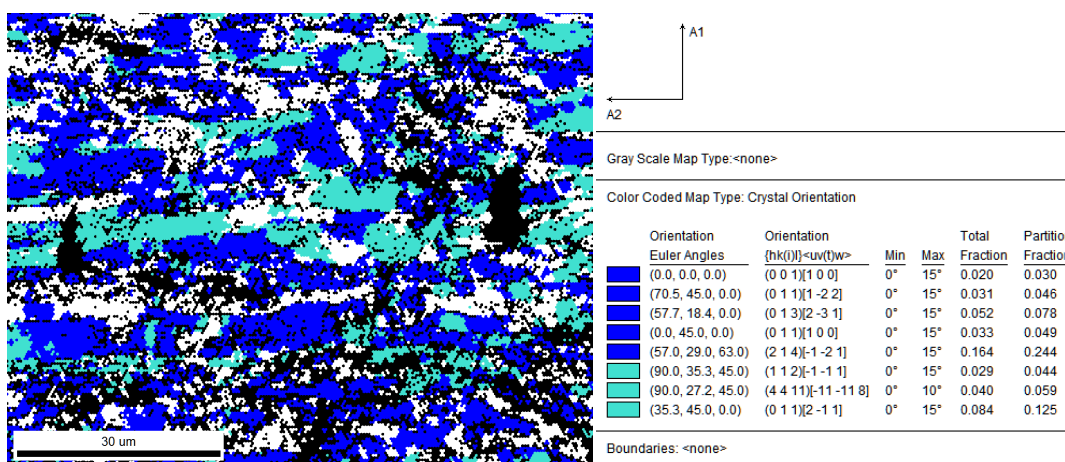 A1
A2
Gray Scale Map Type:<none>
Color Coded Map Type: Crystal Orientation
Orientation Orientation Total Partition
Euler Angles {hk(i)l}<uv(t)w> Min Max Fraction Fraction
(0.0, 0.0, 0.0) (0 0 1)[1 0 0] 0° 15° 0.020 0.030
(70.5, 45.0, 0.0) (0 1 1)[1 -2 2] 0° 15° 0.031 0.046
(57.7, 18.4, 0.0) (0 1 3)[2 -3 1] 0° 15° 0.052 0.078
(0.0, 45.0, 0.0) (0 1 1)[1 0 0] 0° 15° 0.033 0.049
(57.0, 29.0, 63.0) (2 1 4)[-1 -2 1] 0° 15° 0.164 0.244
(90.0, 35.3, 45.0) (1 1 2)[-1 -1 1] 0° 15° 0.029 0.044
(90.0, 27.2, 45.0) (4 4 11)[-11 -11 8] 0° 10° 0.040 0.059
(35.3, 45.0, 0.0) (0 1 1)[2 -1 1] 0° 15° 0.084 0.125
30 um
Boundaries: <none>